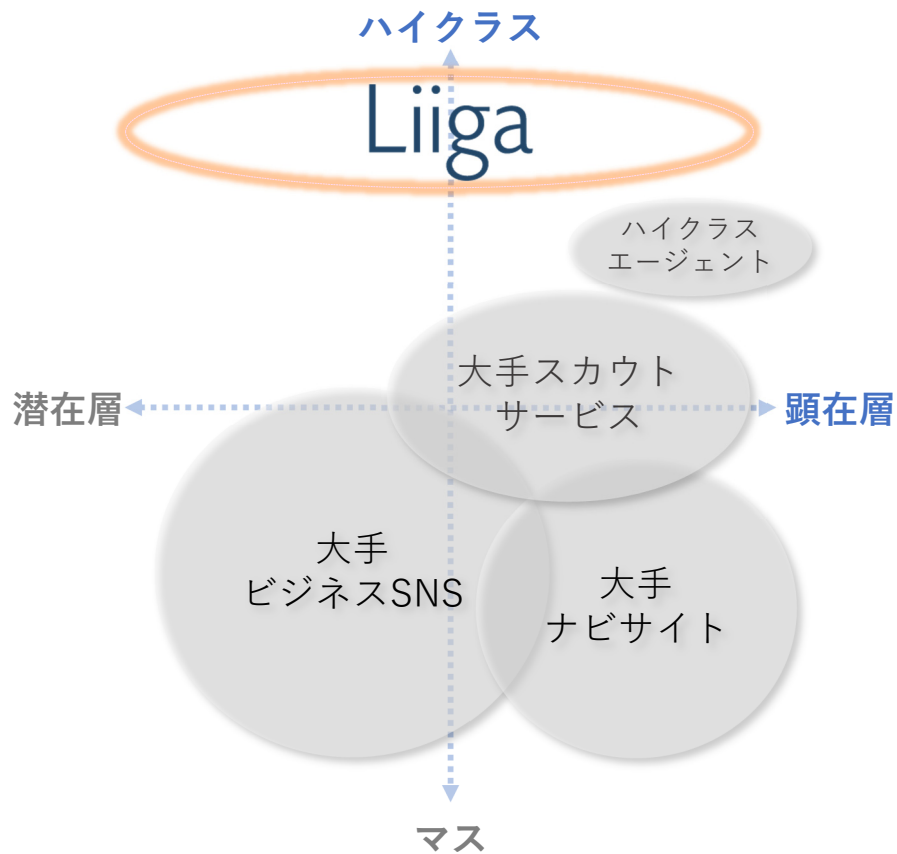 ハイクラス
Liiga
ハイクラス
エージェント
大手スカウト
サービス
潜在層
顕在層
大手
ビジネスSNS
大手
ナビサイト
マス